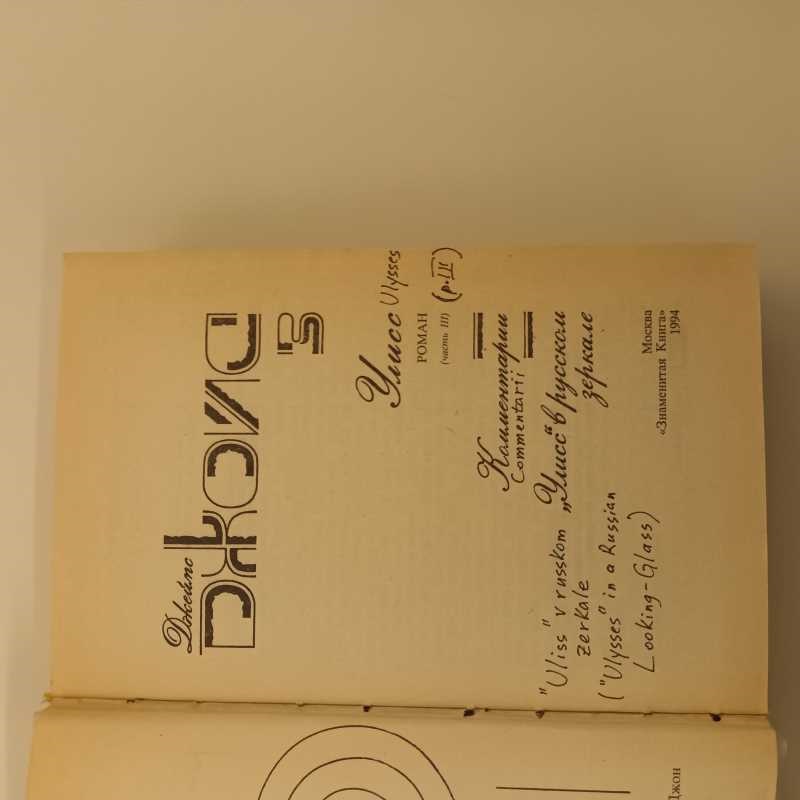 Джеймс
ДЖОЙС
3
Улисс Ulysses
РОМАН
(часть III) (p. III)
Комментарии
Commentarii
„Улисс“ в русском
зеркале
"Uliss" v russkom
zerkale
("Ulysses" in a Russian
Looking-Glass)
Москва
«Знаменитая Книга»
1994
Джон